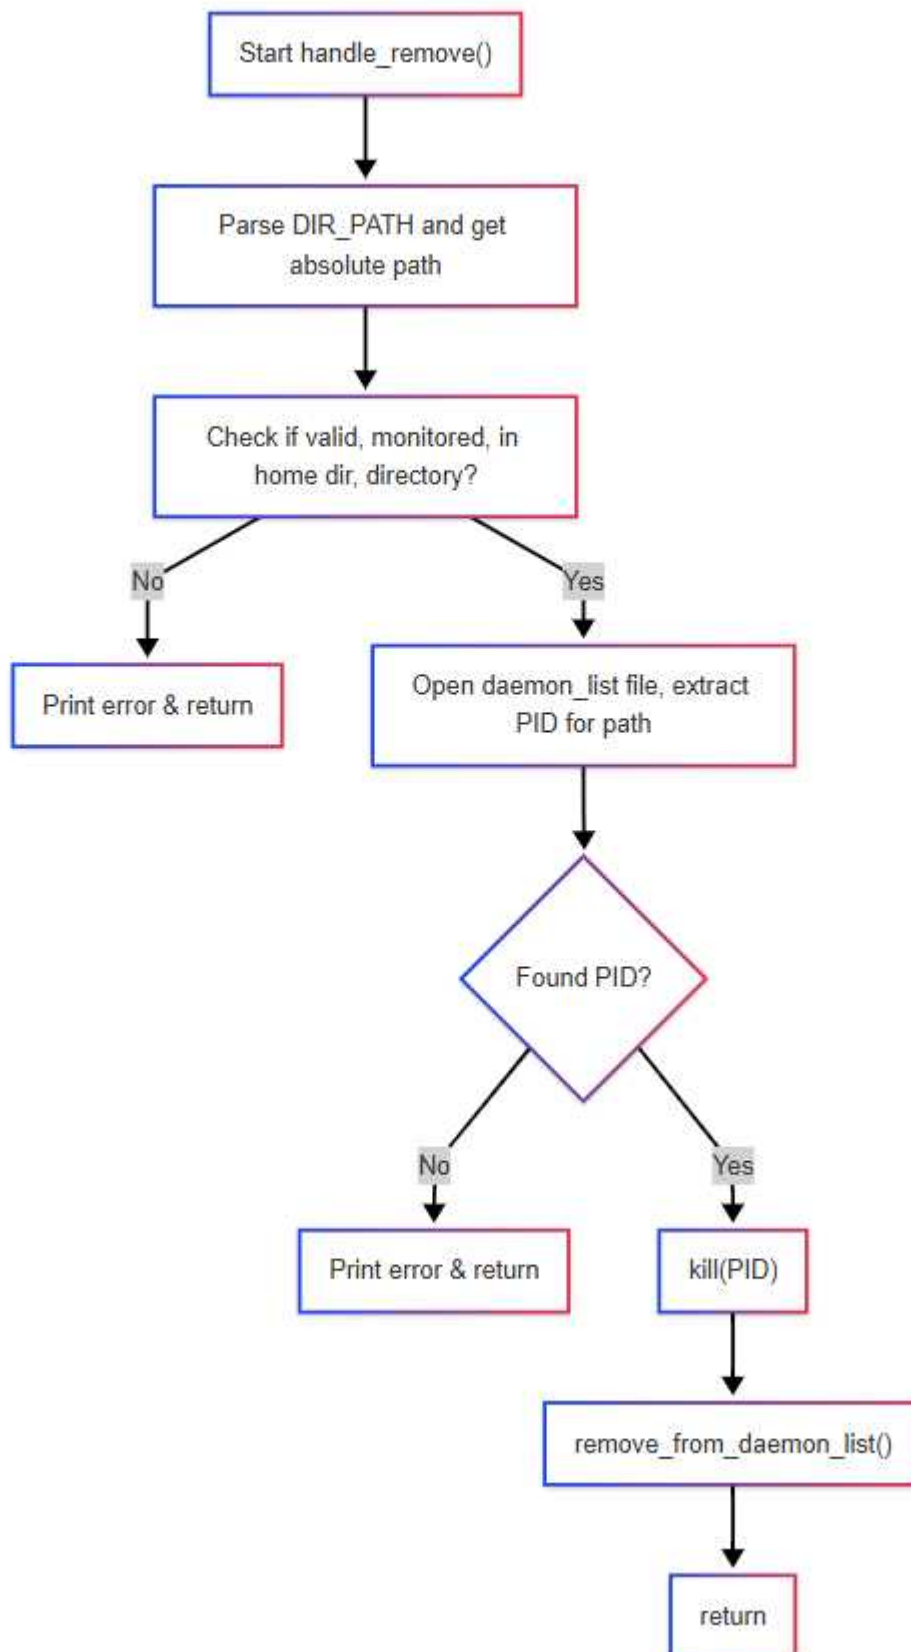 Start handle_remove()
Parse DIR_PATH and get
absolute path
Check if valid, monitored, in
home dir, directory?
No
Yes
Print error & return
Open daemon_list file, extract
PID for path
Found PID?
No
Yes
Print error & return
kill(PID)
remove_from_daemon_list()
return